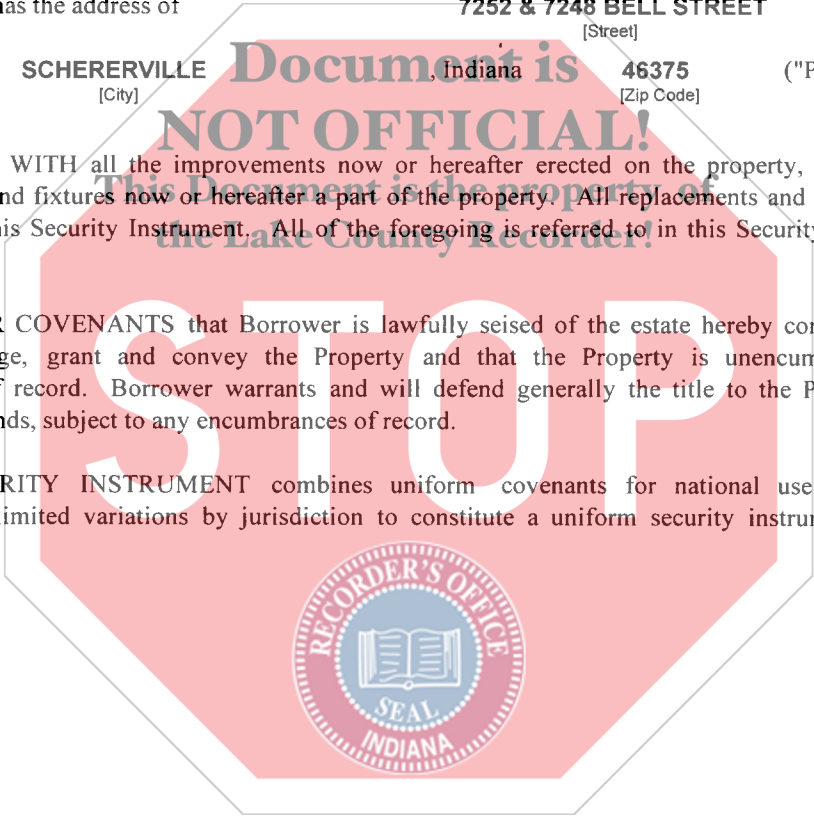 has the address of 7252 & 7248 BELL STREET
[Street]
SCHERERVILLE , Indiana 46375 ("P
[City] [Zip Code]
Document is
NOT OFFICIAL!
This Document is the property of
the Lake County Recorder!
WITH all the improvements now or hereafter erected on the property,
nd fixtures now or hereafter a part of the property. All replacements and
his Security Instrument. All of the foregoing is referred to in this Security
R COVENANTS that Borrower is lawfully seised of the estate hereby con
ge, grant and convey the Property and that the Property is unencum
f record. Borrower warrants and will defend generally the title to the P
nds, subject to any encumbrances of record.
STOP
RITY INSTRUMENT combines uniform covenants for national use
limited variations by jurisdiction to constitute a uniform security instrum
RECORDER'S OFFICE
SEAL
INDIANA